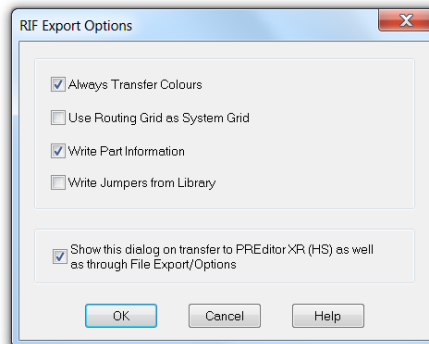 RIF Export Options
Always Transfer Colours
Use Routing Grid as System Grid
Write Part Information
Write Jumpers from Library
Show this dialog on transfer to PREditor XR (HS) as well
as through File Export/Options
OK Cancel Help